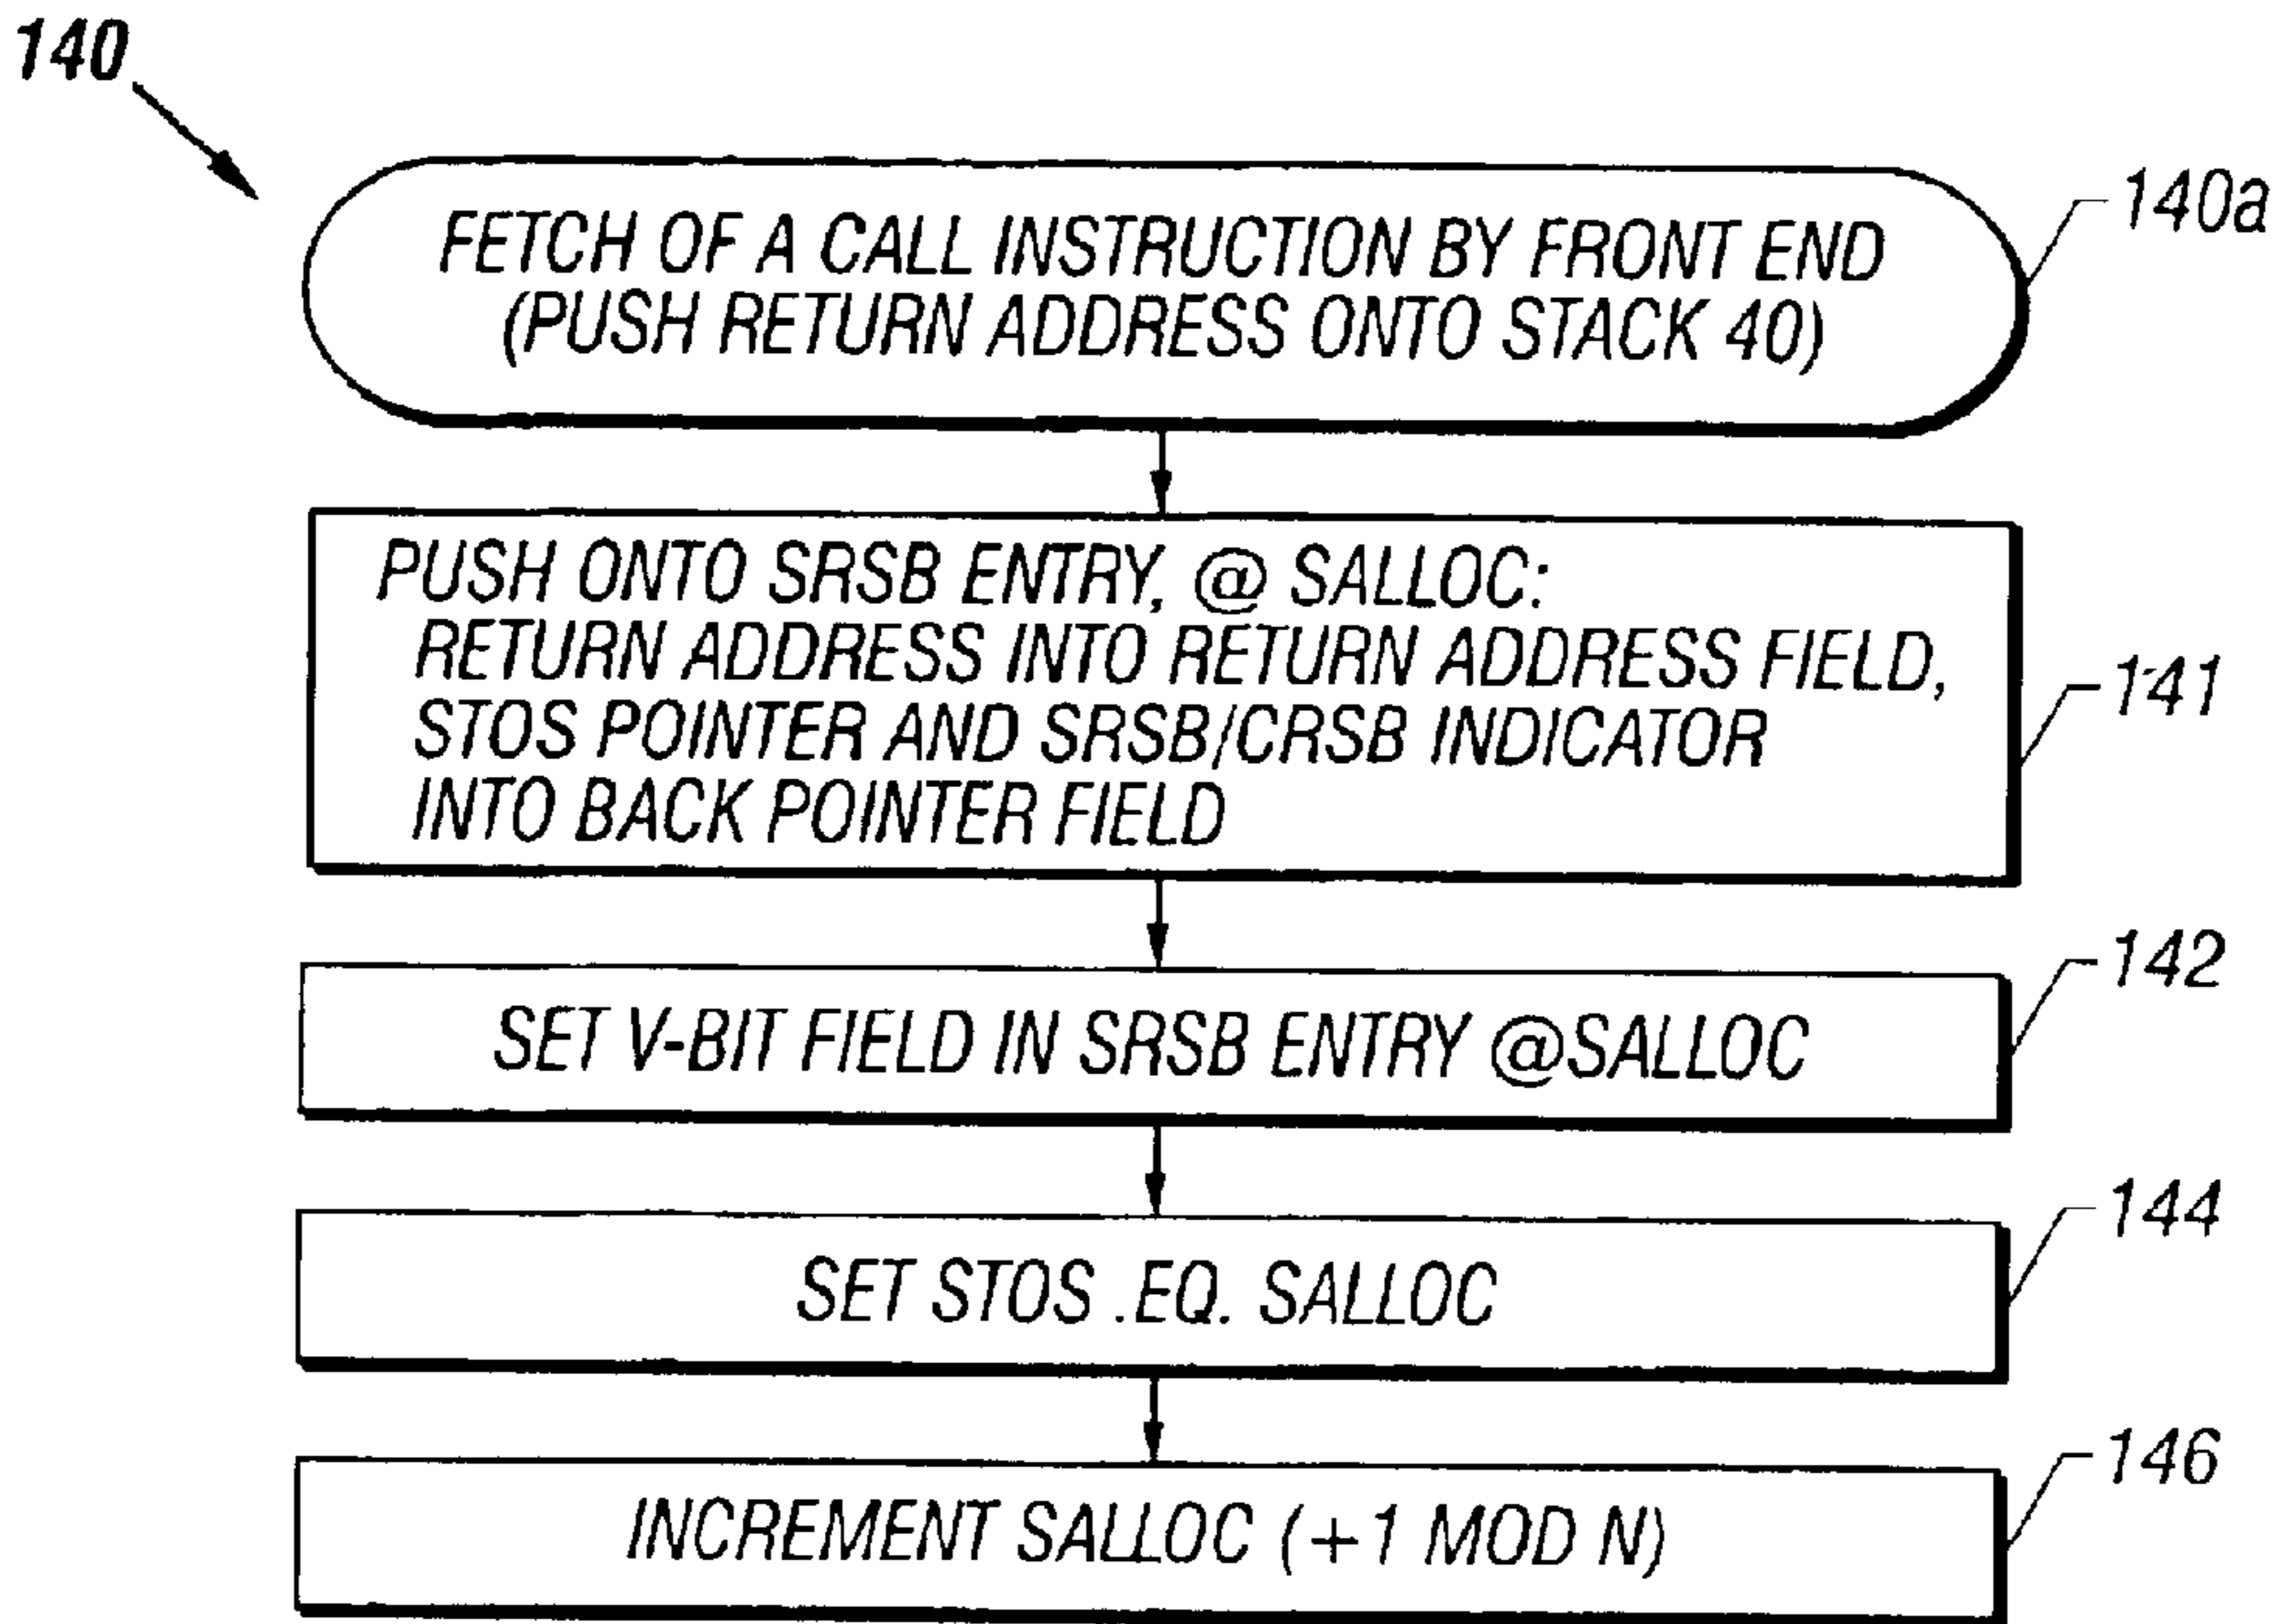 140
FETCH OF A CALL INSTRUCTION BY FRONT END
(PUSH RETURN ADDRESS ONTO STACK 40)
140a
PUSH ONTO SRSB ENTRY, @ SALLOC:
RETURN ADDRESS INTO RETURN ADDRESS FIELD,
STOS POINTER AND SRSB/CRSB INDICATOR
INTO BACK POINTER FIELD
141
SET V-BIT FIELD IN SRSB ENTRY @SALLOC
142
SET STOS .EQ. SALLOC
144
INCREMENT SALLOC (+1 MOD N)
146